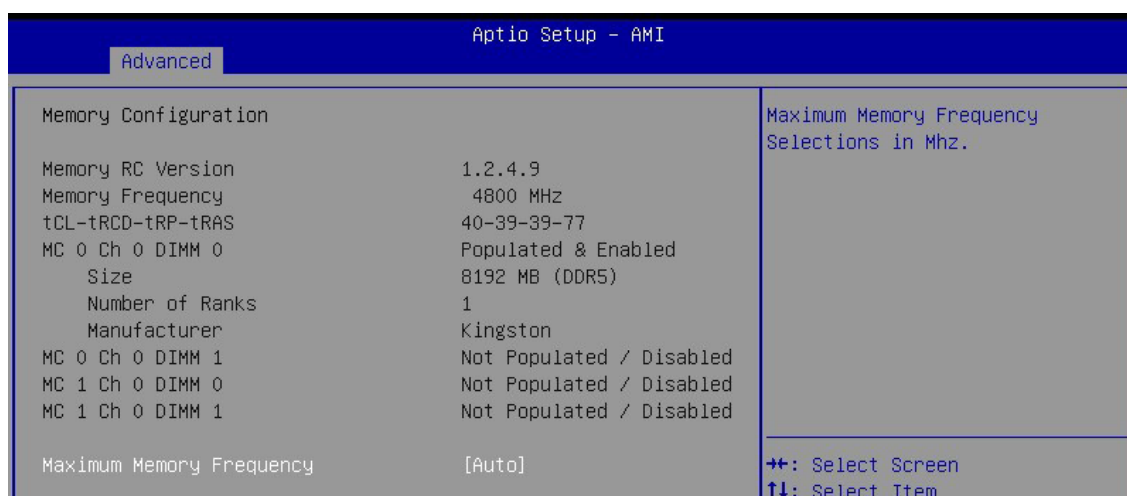 Aptio Setup - AMI
Advanced
Memory Configuration
Memory RC Version 1.2.4.9
Memory Frequency 4800 MHz
tCL-tRCD-tRP-tRAS 40-39-39-77
MC 0 Ch 0 DIMM 0 Populated & Enabled
Size 8192 MB (DDR5)
Number of Ranks 1
Manufacturer Kingston
MC 0 Ch 0 DIMM 1 Not Populated / Disabled
MC 1 Ch 0 DIMM 0 Not Populated / Disabled
MC 1 Ch 0 DIMM 1 Not Populated / Disabled
Maximum Memory Frequency [Auto]
Maximum Memory Frequency
Selections in Mhz.
→←: Select Screen
↑↓: Select Item